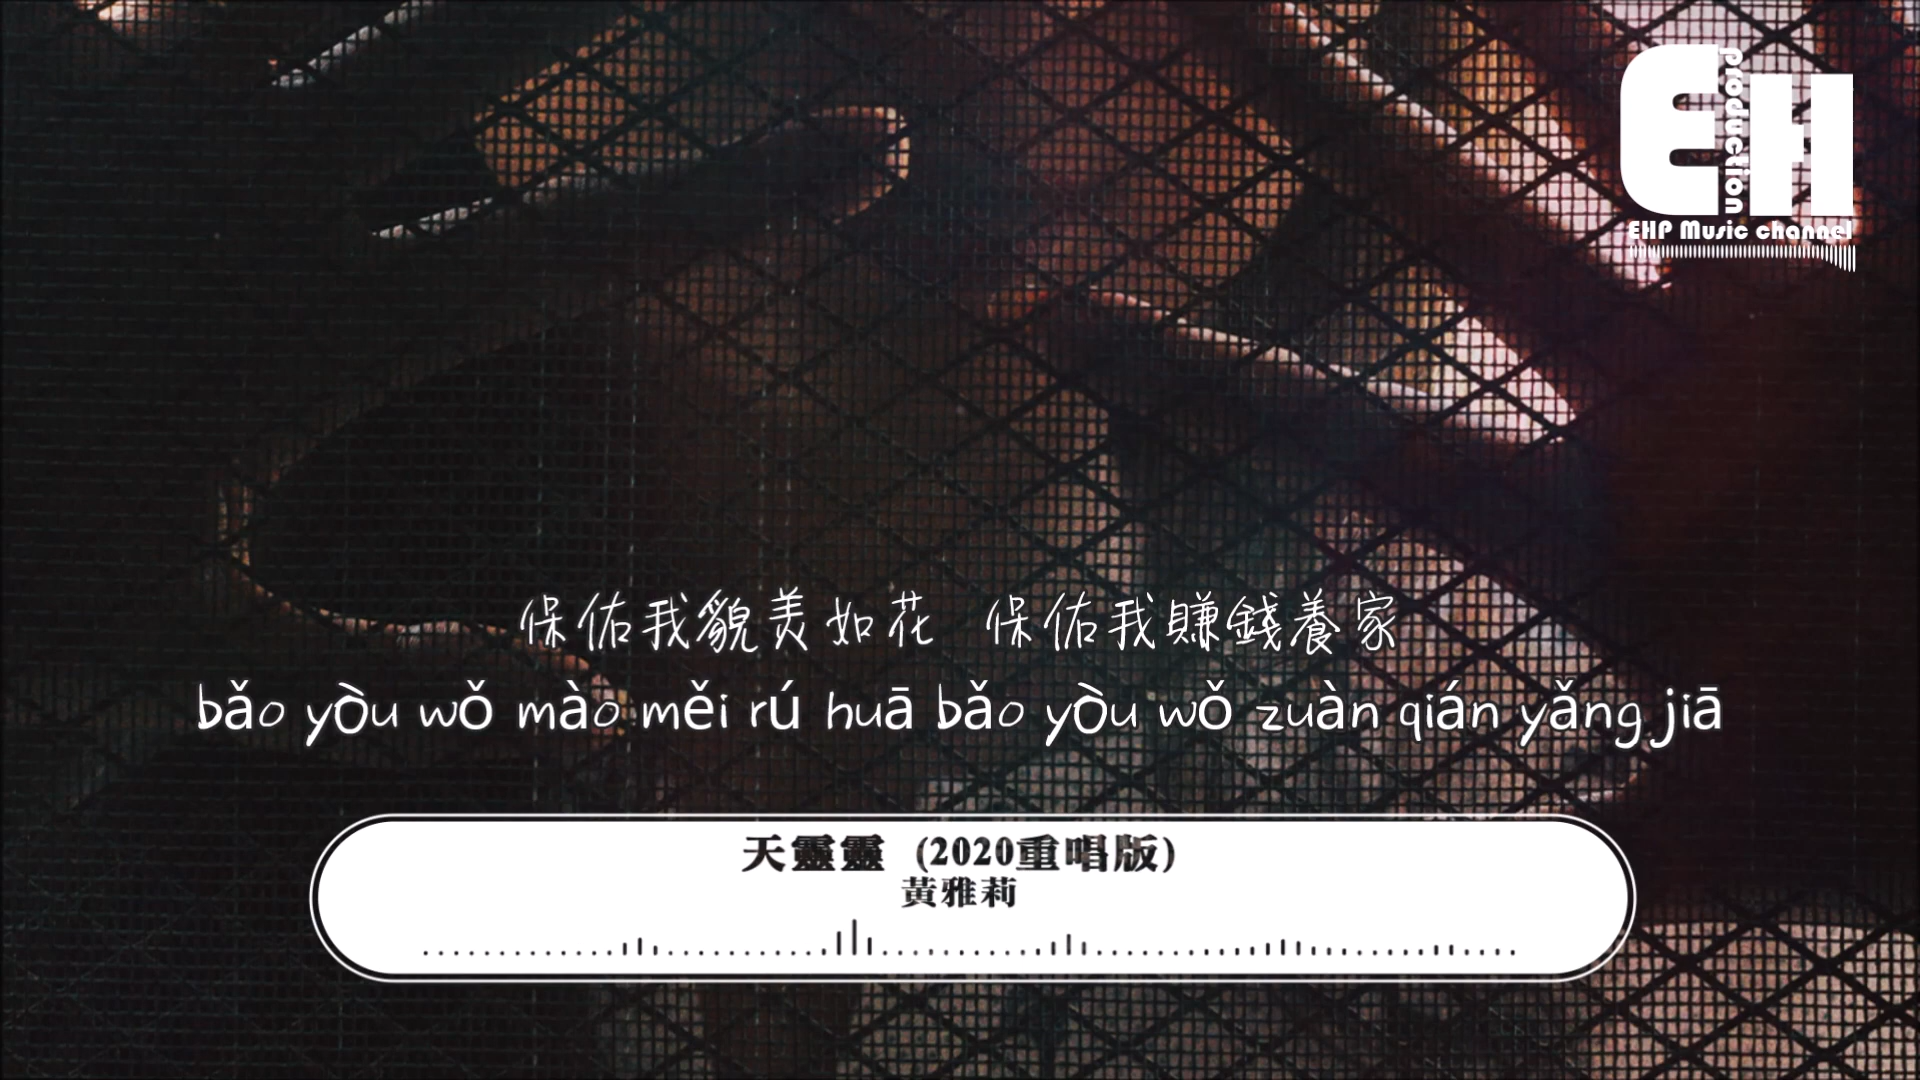 EH
Production
EHP Music channel
保佑我貌美如花 保佑我賺錢養家
bǎo yòu wǒ mào měi rú huā bǎo yòu wǒ zuàn qián yǎng jiā
天靈靈 (2020重唱版)
黃雅莉